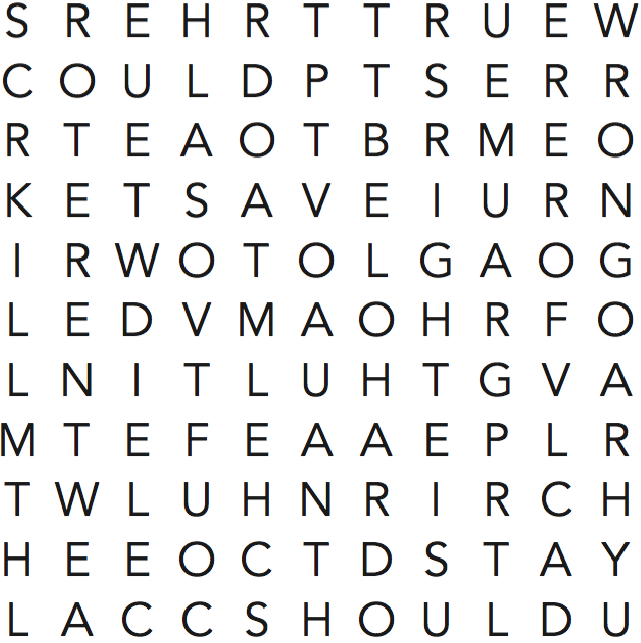 S R E H R T T R U E W
C O U L D P T S E R R
R T E A O T B R M E O
K E T S A V E I U R N
I R W O T O L G A O G
L E D V M A O H R F O
L N I T L U H T G V A
M T E F E A A E P L R
T W L U H N R I R C H
H E E O C T D S T A Y
L A C C S H O U L D U